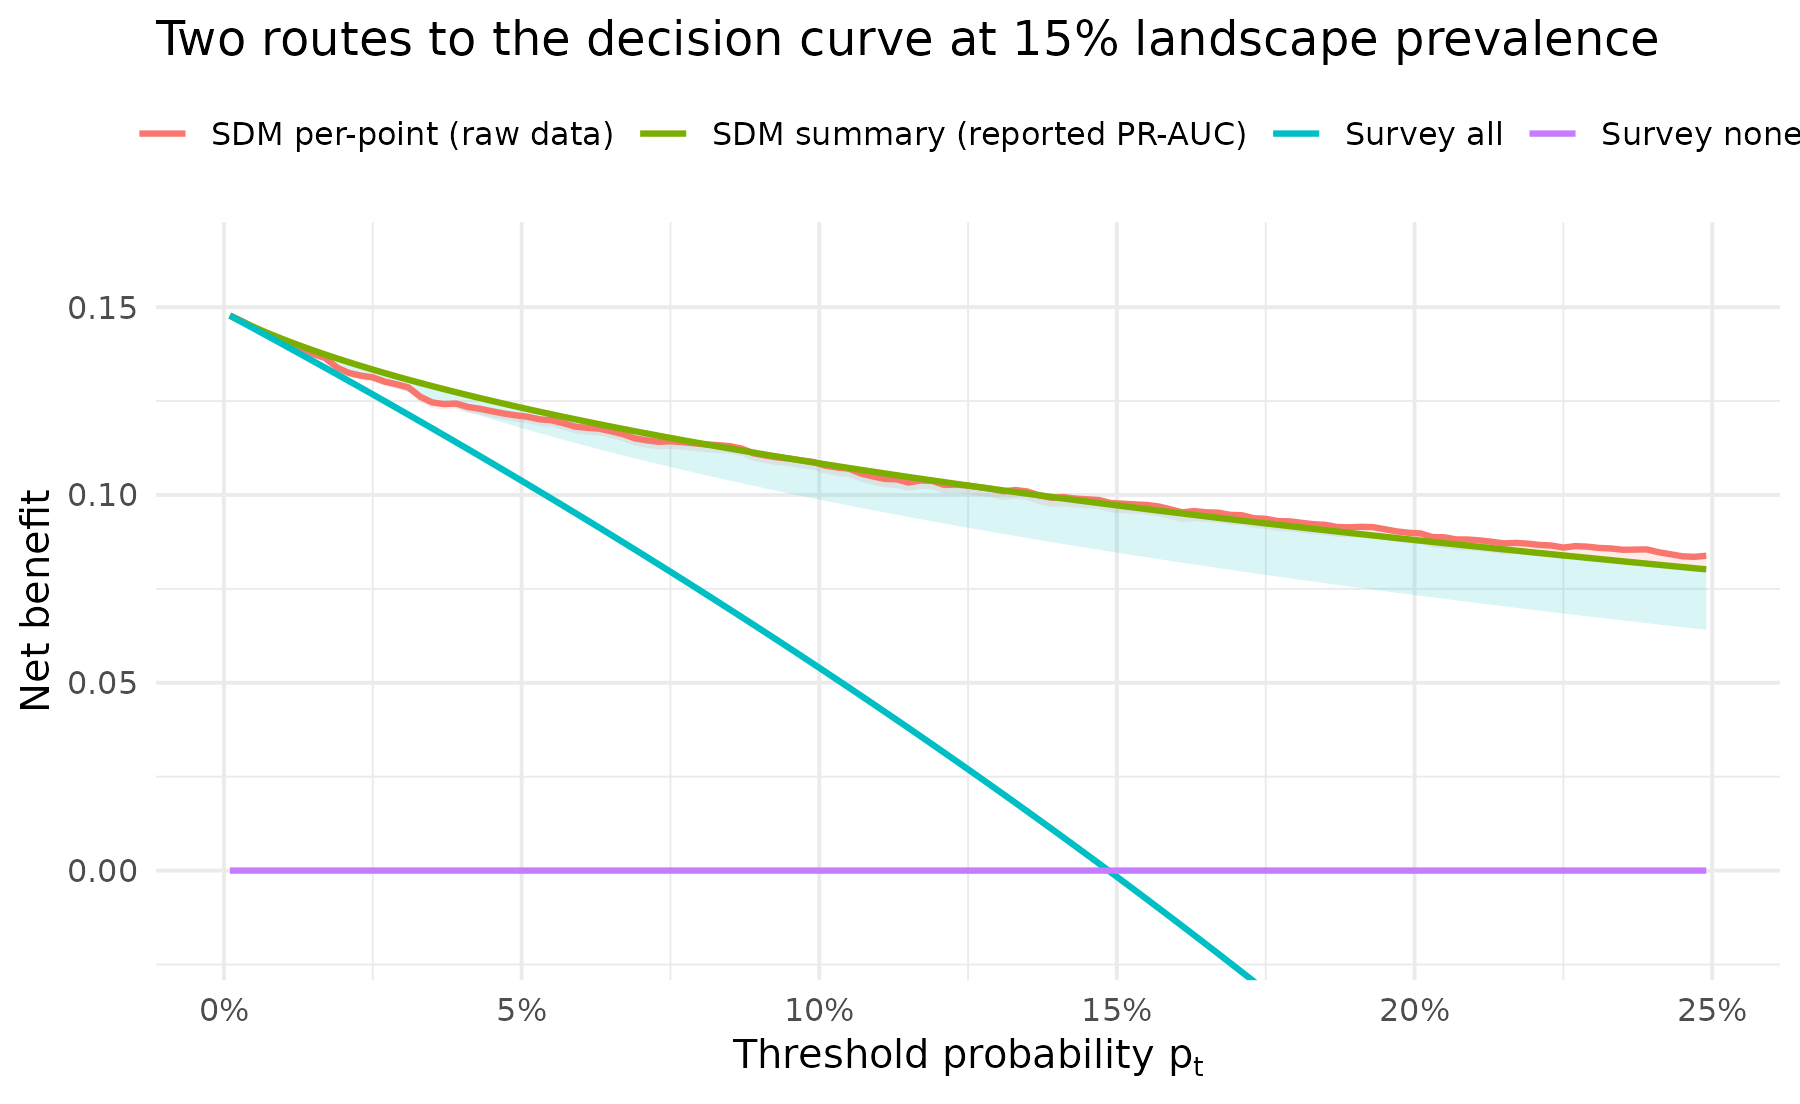 Two routes to the decision curve at 15% landscape prevalence
SDM per-point (raw data) SDM summary (reported PR-AUC) Survey all Survey none
0.15
0.10
0.05
0.00
Net benefit
0% 5% 10% 15% 20% 25%
Threshold probability pt